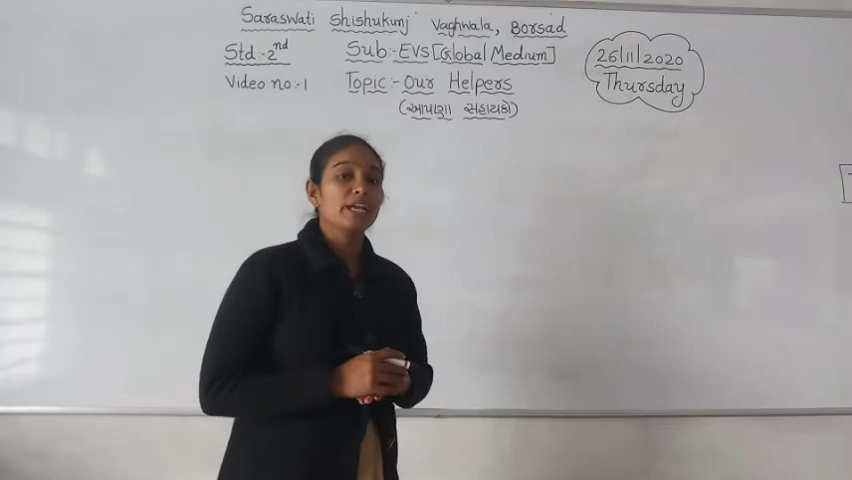 Saraswati Shishukunj Vaghwala, Borsad
Std:-2nd Sub:-EVS[Global Medium]
26/11/2020
Video no:-1 Topic:-Our Helpers
Thursday
(આપણા સહાયકો)